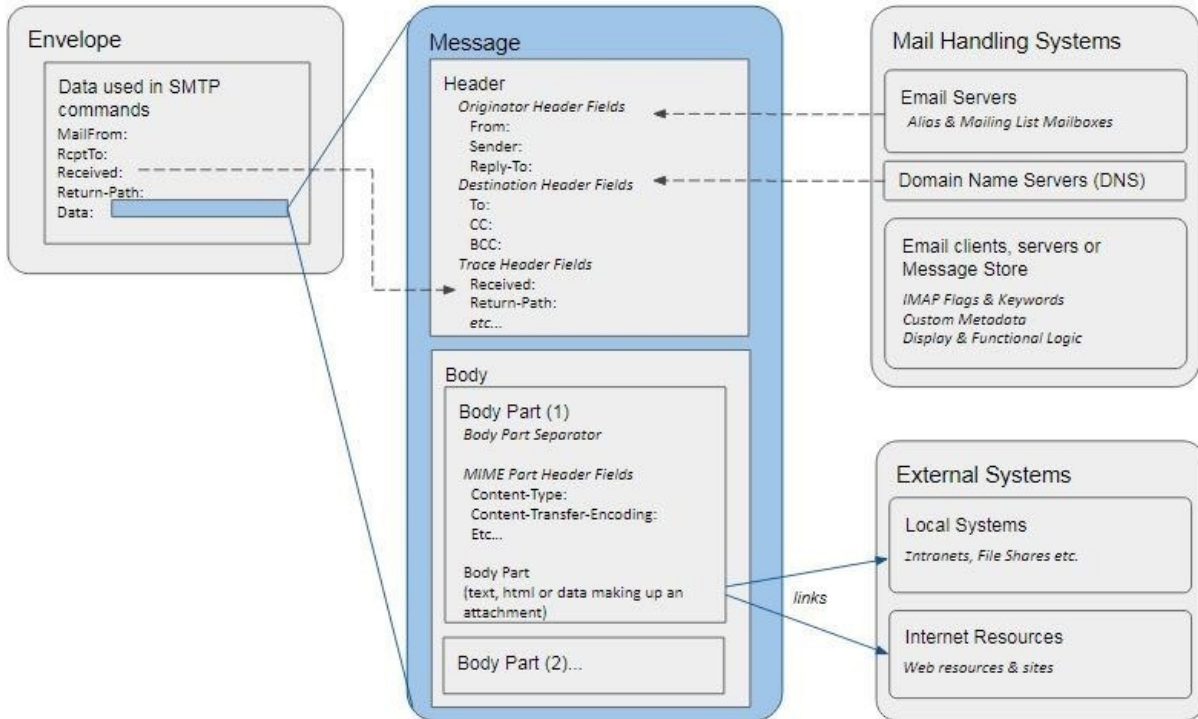 Envelope
Data used in SMTP
commands
MailFrom:
RcptTo:
Received:
Return-Path:
Data:
Message
Header
Originator Header Fields
From:
Sender:
Reply-To:
Destination Header Fields
To:
CC:
BCC:
Trace Header Fields
Received:
Return-Path:
etc...
Body
Body Part (1)
Body Part Separator
MIME Part Header Fields
Content-Type:
Content-Transfer-Encoding:
Etc...
Body Part
(text, html or data making up an
attachment)
Body Part (2)...
links
Mail Handling Systems
Email Servers
Alias & Mailing List Mailboxes
Domain Name Servers (DNS)
Email clients, servers or
Message Store
IMAP Flags & Keywords
Custom Metadata
Display & Functional Logic
External Systems
Local Systems
Intranets, File Shares etc.
Internet Resources
Web resources & sites